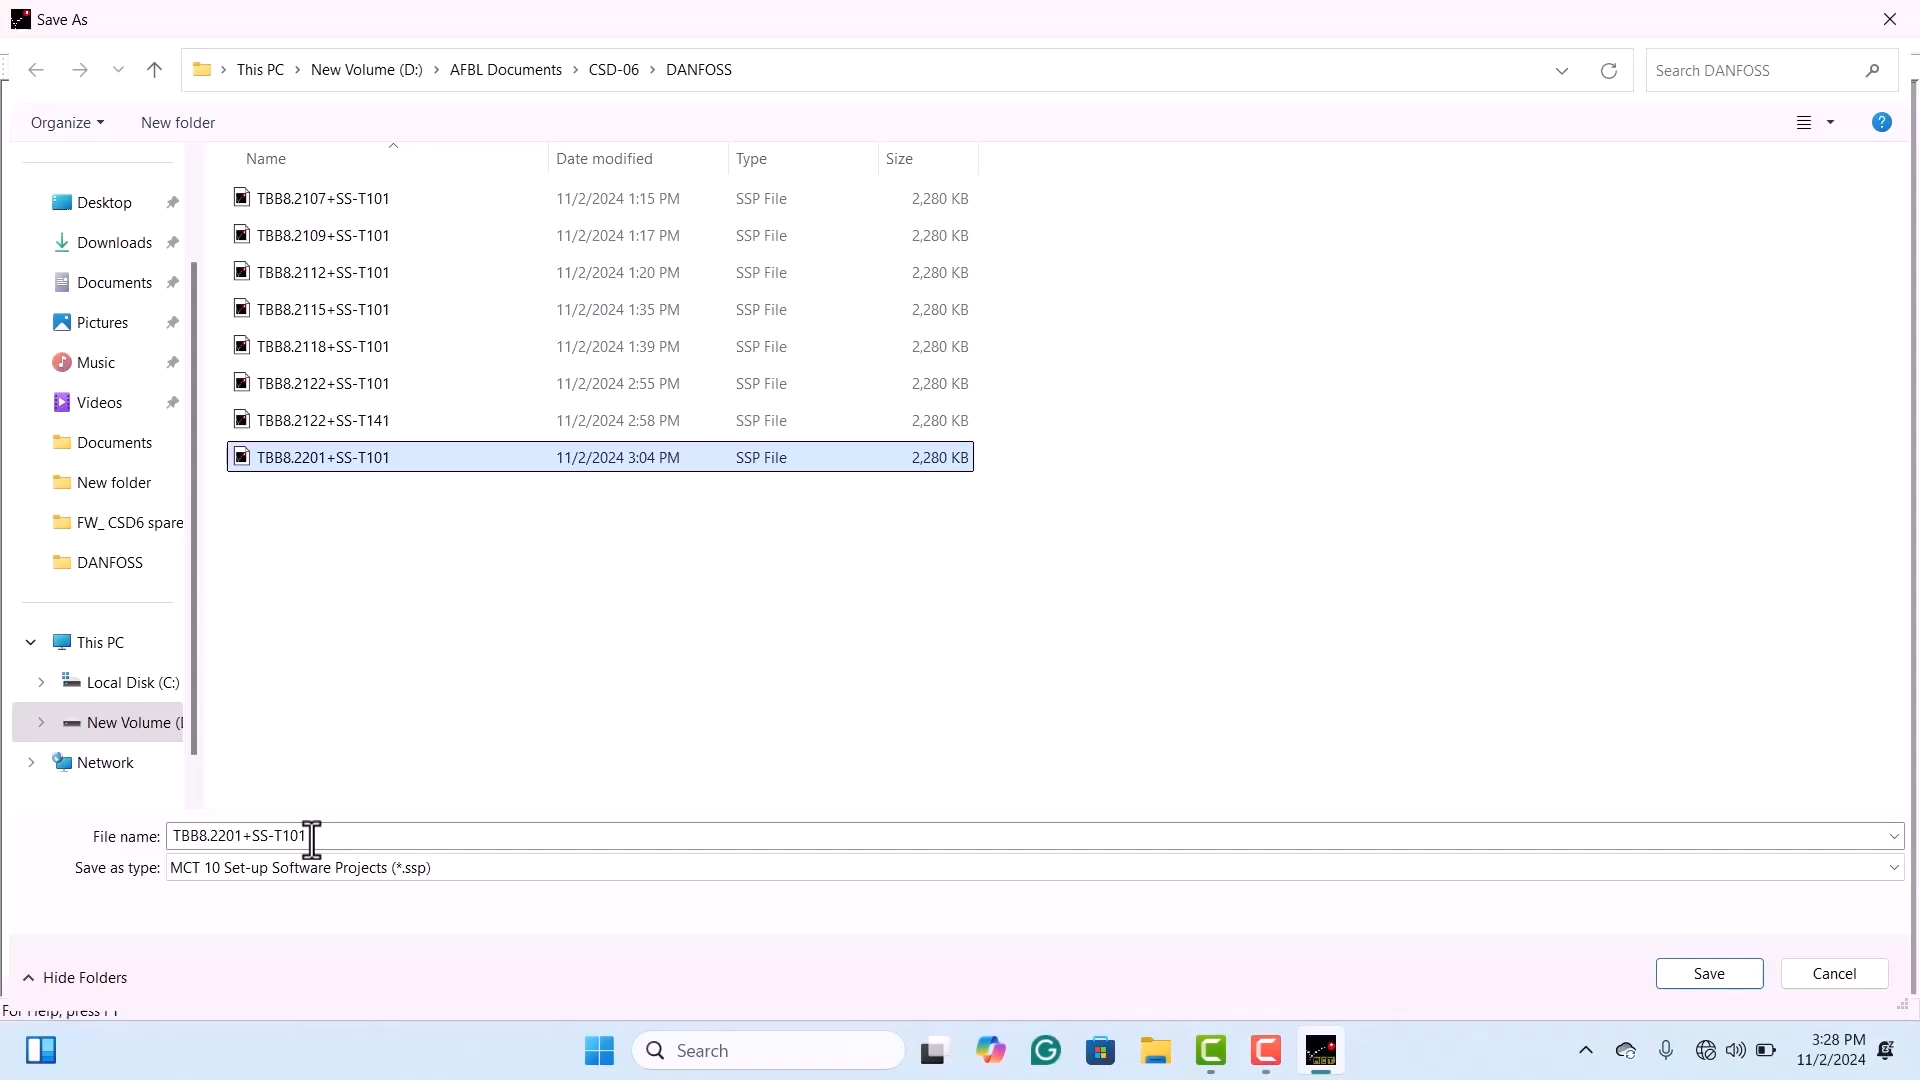 Save As
This PC > New Volume (D:) > AFBL Documents > CSD-06 > DANFOSS
Search DANFOSS
Organize
New folder
Name Date modified Type Size
TBB8.2107+SS-T101 11/2/2024 1:15 PM SSP File 2,280 KB
TBB8.2109+SS-T101 11/2/2024 1:17 PM SSP File 2,280 KB
TBB8.2112+SS-T101 11/2/2024 1:20 PM SSP File 2,280 KB
TBB8.2115+SS-T101 11/2/2024 1:35 PM SSP File 2,280 KB
TBB8.2118+SS-T101 11/2/2024 1:39 PM SSP File 2,280 KB
TBB8.2122+SS-T101 11/2/2024 2:55 PM SSP File 2,280 KB
TBB8.2122+SS-T141 11/2/2024 2:58 PM SSP File 2,280 KB
TBB8.2201+SS-T101 11/2/2024 3:04 PM SSP File 2,280 KB
Desktop
Downloads
Documents
Pictures
Music
Videos
Documents
New folder
FW_ CSD6 spare
DANFOSS
This PC
Local Disk (C:)
New Volume (
Network
File name: TBB8.2201+SS-T101
Save as type: MCT 10 Set-up Software Projects (*.ssp)
Hide Folders
Save
Cancel
For Help, press F1
Search
3:28 PM
11/2/2024